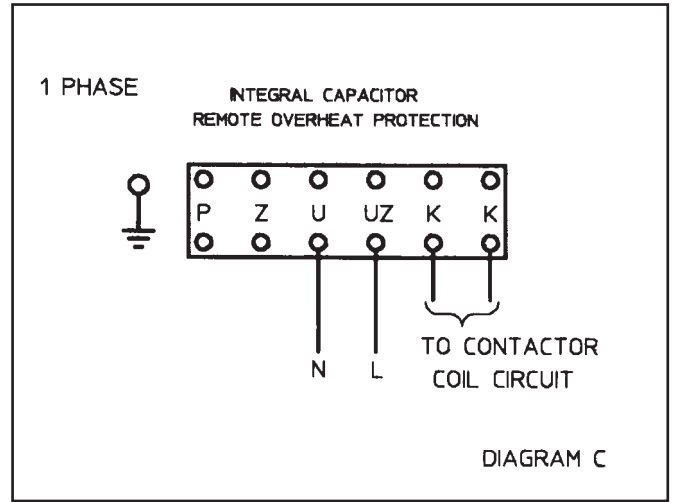 1 PHASE
INTEGRAL CAPACITOR
REMOTE OVERHEAT PROTECTION
P Z U UZ K K
N L
TO CONTACTOR
COIL CIRCUIT
DIAGRAM C